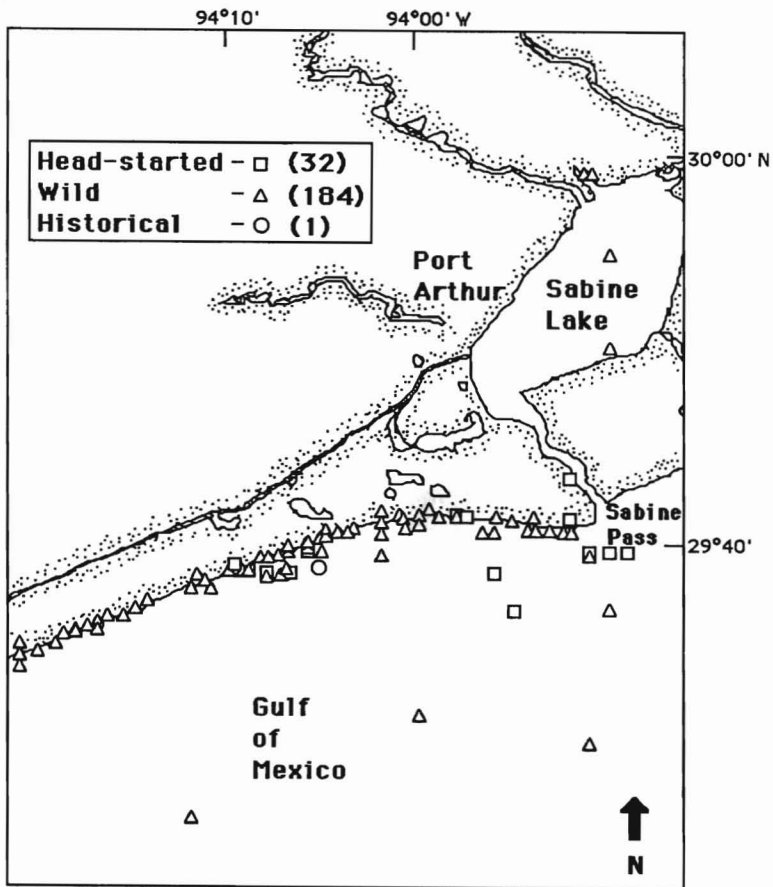 94°10'
94°00' W
Head-started - □ (32)
Wild - △ (184)
Historical - ○ (1)
30°00' N
Port
Arthur
Sabine
Lake
Sabine
Pass
29°40'
Gulf
of
Mexico
N